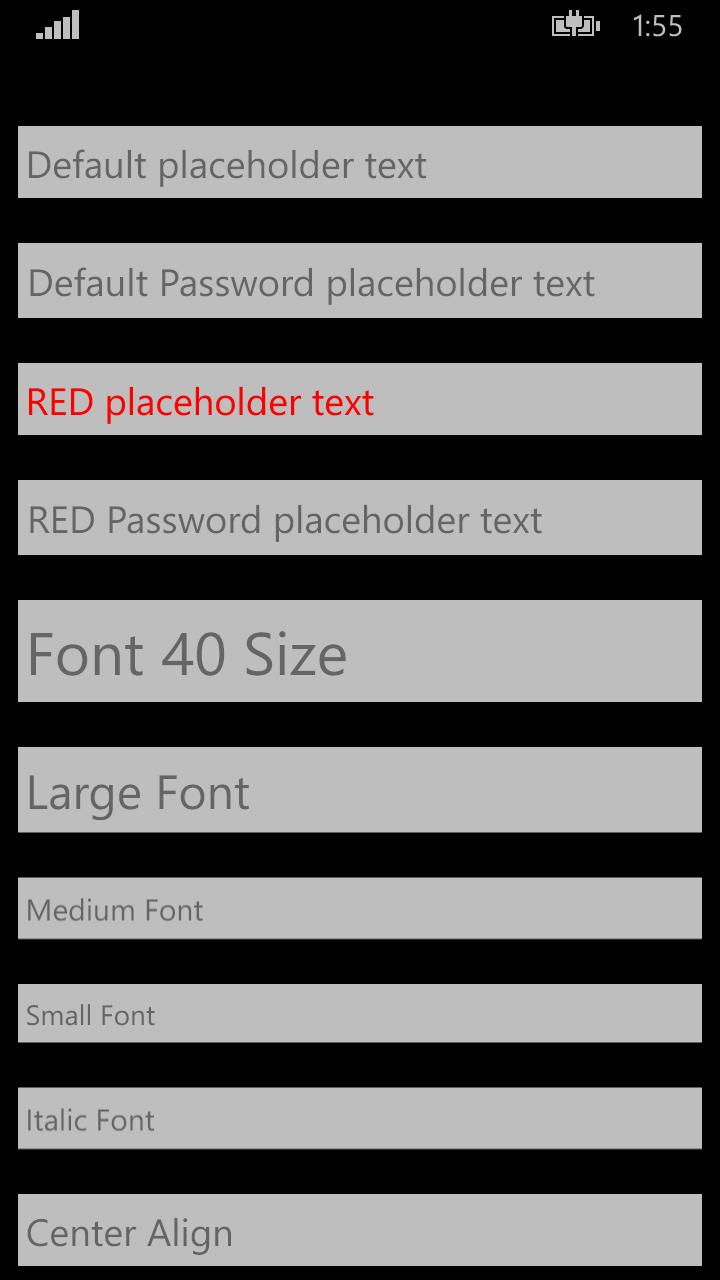 1:55
Default placeholder text
Default Password placeholder text
RED placeholder text
RED Password placeholder text
Font 40 Size
Large Font
Medium Font
Small Font
Italic Font
Center Align